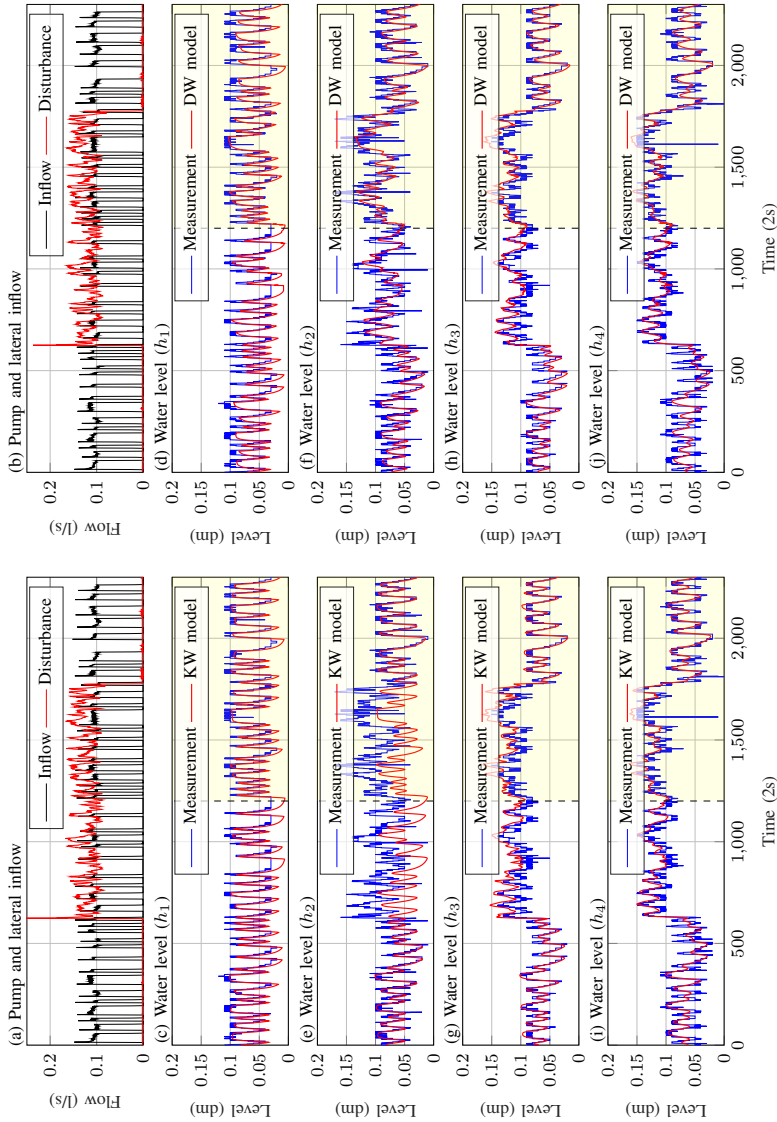 (a) Pump and lateral inflow
Inflow
Disturbance
Flow (l/s)
0.2
0.1
0
(c) Water level (h₁)
Measurement
KW model
Level (dm)
0.2
0.15
0.1
0.05
0
(e) Water level (h₂)
Measurement
KW model
Level (dm)
0.2
0.15
0.1
0.05
0
(g) Water level (h₃)
Measurement
KW model
Level (dm)
0.2
0.15
0.1
0.05
0
(i) Water level (h₄)
Measurement
KW model
Level (dm)
0.2
0.15
0.1
0.05
0
0
500
1,000
1,500
2,000
Time (2s)
(b) Pump and lateral inflow
Inflow
Disturbance
Flow (l/s)
0.2
0.1
0
(d) Water level (h₁)
Measurement
DW model
Level (dm)
0.2
0.15
0.1
0.05
0
(f) Water level (h₂)
Measurement
DW model
Level (dm)
0.2
0.15
0.1
0.05
0
(h) Water level (h₃)
Measurement
DW model
Level (dm)
0.2
0.15
0.1
0.05
0
(j) Water level (h₄)
Measurement
DW model
Level (dm)
0.2
0.15
0.1
0.05
0
0
500
1,000
1,500
2,000
Time (2s)